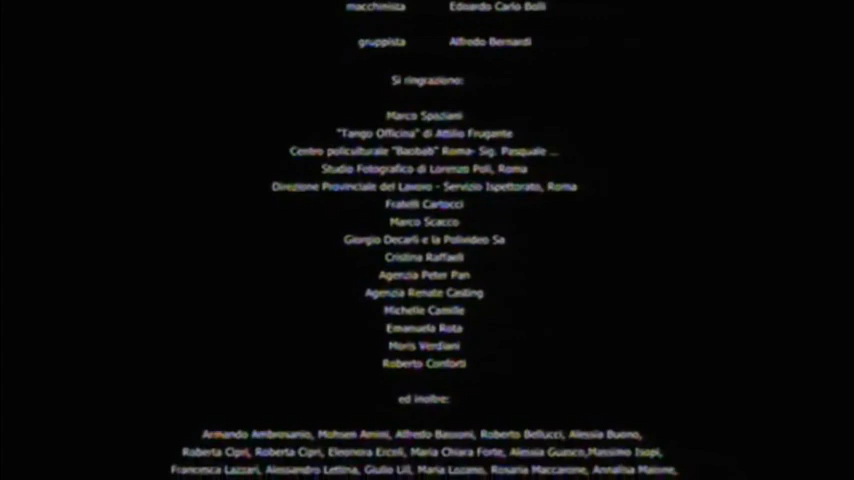 macchinista Edoardo Carlo Bolli
gruppista Alfredo Bernardi
Si ringraziono:
Marco Spaziani
"Tango Officina" di Attilio Frugante
Centro policulturale "Baobab" Roma- Sig. Pasquale ...
Studio Fotografico di Lorenzo Poli, Roma
Direzione Provinciale del Lavoro - Servizio Ispettorato, Roma
Fratelli Cartocci
Marco Scacco
Giorgio Decarli e la Polivideo Sa
Cristina Raffaeli
Agenzia Peter Pan
Agenzia Renate Casting
Michelle Camille
Emanuela Rota
Moris Verdiani
Roberto Conforti
ed inoltre:
Armando Ambrosanio, Mohsen Amini, Alfredo Bassoni, Roberto Bellucci, Alessia Buono,
Roberta Cipri, Roberta Cipri, Eleonora Ercoli, Maria Chiara Forte, Alessia Guasco,Massimo Isopi,
Francesca Lazzari, Alessandro Lettina, Giulio Lili, Maria Lozano, Rosaria Maccarone, Annalisa